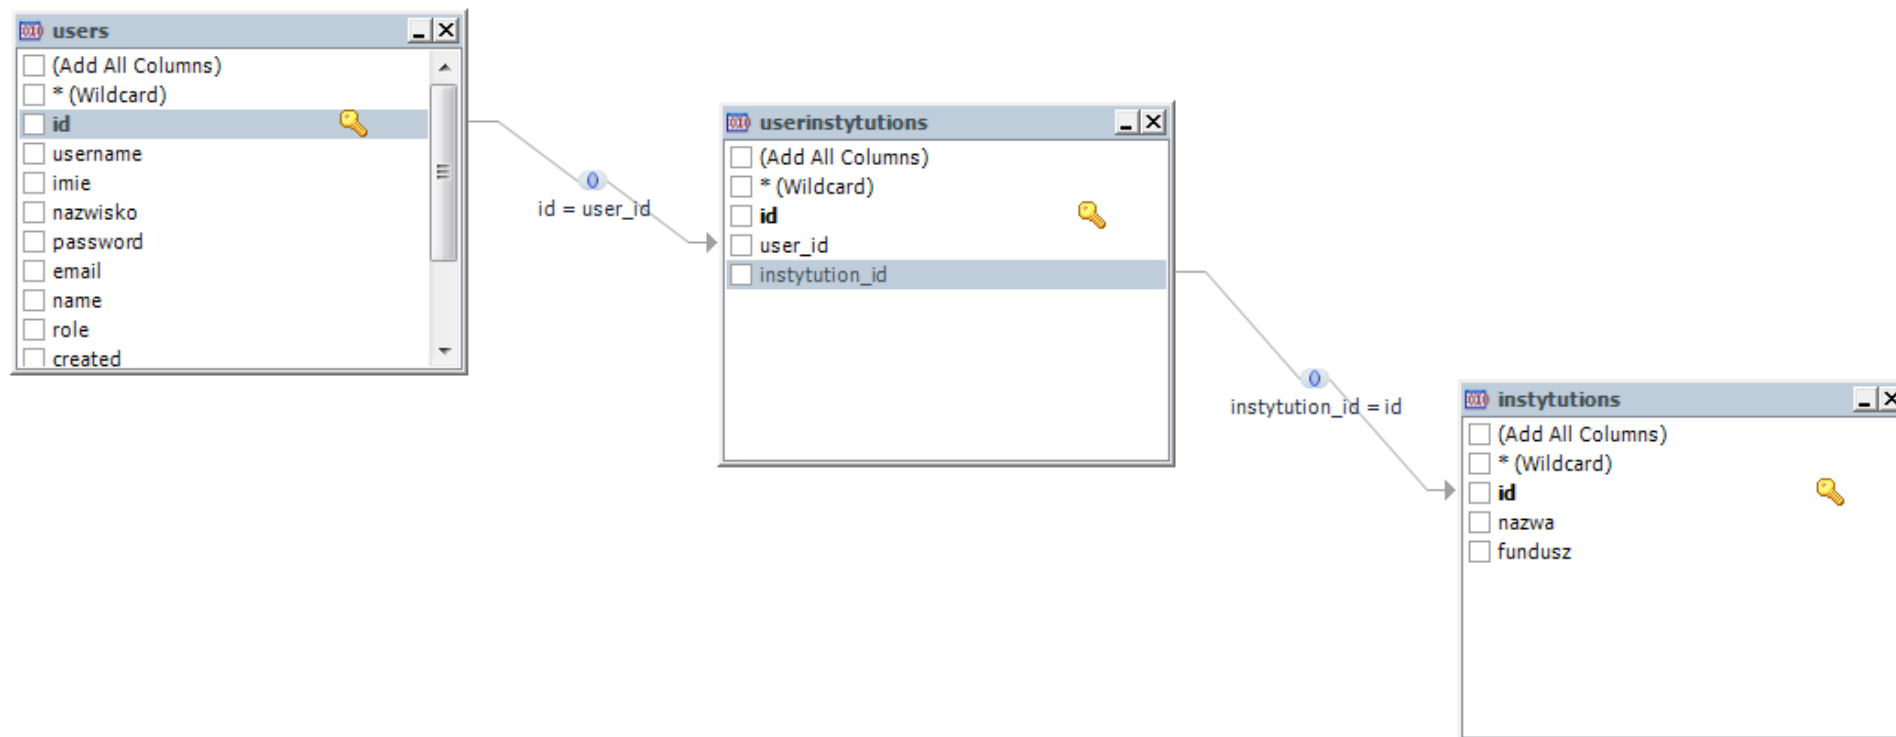 users
(Add All Columns)
* (Wildcard)
id
username
imie
nazwisko
password
email
name
role
created
id = user_id
userinstytutions
(Add All Columns)
* (Wildcard)
id
user_id
instytution_id
instytution_id = id
instytutions
(Add All Columns)
* (Wildcard)
id
nazwa
fundusz